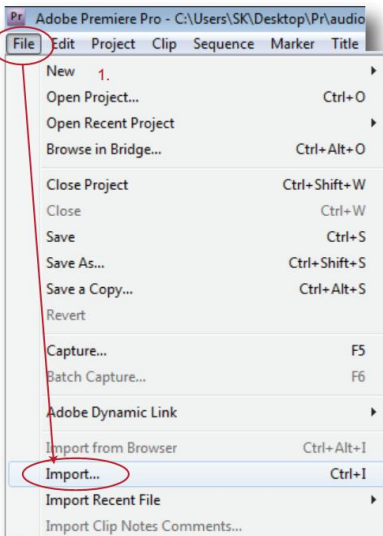 Pr Adobe Premiere Pro - C:\Users\SK\Desktop\Pr\audio
File Edit Project Clip Sequence Marker Title
New 1.
Open Project... Ctrl+O
Open Recent Project
Browse in Bridge... Ctrl+Alt+O
Close Project Ctrl+Shift+W
Close Ctrl+W
Save Ctrl+S
Save As... Ctrl+Shift+S
Save a Copy... Ctrl+Alt+S
Revert
Capture... F5
Batch Capture... F6
Adobe Dynamic Link
Import from Browser Ctrl+Alt+I
Import... Ctrl+I
Import Recent File
Import Clip Notes Comments...